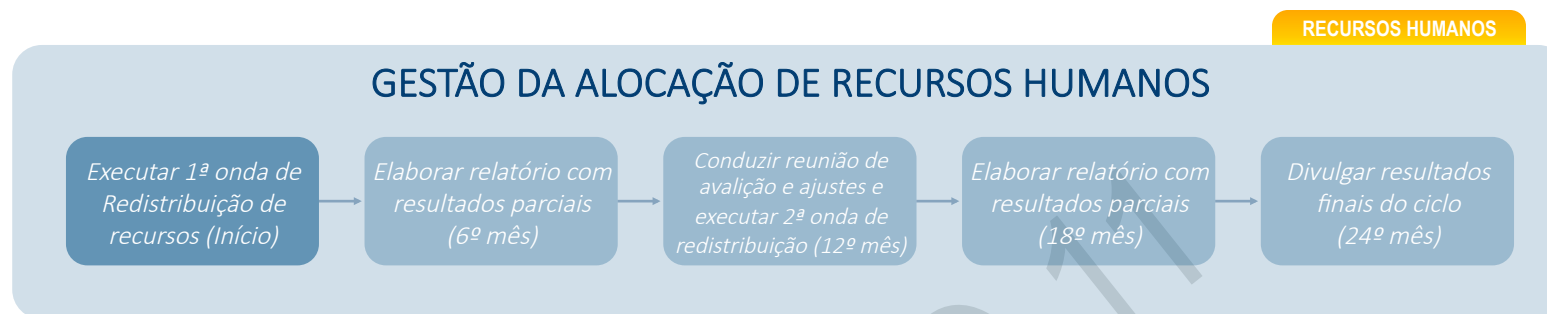 RECURSOS HUMANOS
GESTÃO DA ALOCAÇÃO DE RECURSOS HUMANOS
Executar 1ª onda de
Redistribuição de
recursos (Início)
Elaborar relatório com
resultados parciais
(6º mês)
Conduzir reunião de
avalição e ajustes e
executar 2ª onda de
redistribuição (12º mês)
Elaborar relatório com
resultados parciais
(18º mês)
Divulgar resultados
finais do ciclo
(24º mês)